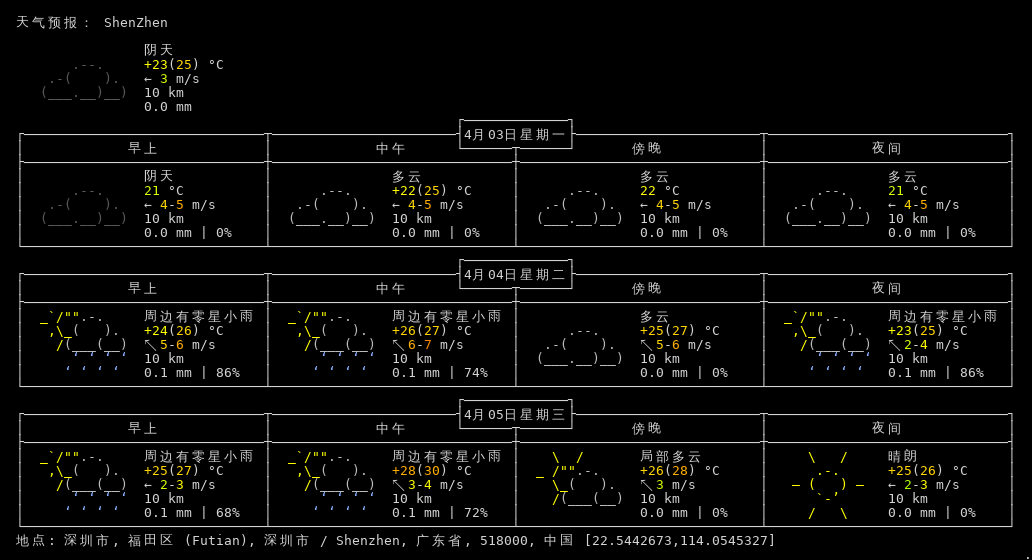 天气预报： ShenZhen
阴天
+23(25) °C
← 3 m/s
10 km
0.0 mm
4月03日星期一
早上 中午 傍晚 夜间
阴天 多云 多云 多云
21 °C +22(25) °C 22 °C 21 °C
← 4-5 m/s ← 4-5 m/s ← 4-5 m/s ← 4-5 m/s
10 km 10 km 10 km 10 km
0.0 mm | 0% 0.0 mm | 0% 0.0 mm | 0% 0.0 mm | 0%
4月04日星期二
早上 中午 傍晚 夜间
周边有零星小雨 周边有零星小雨 多云 周边有零星小雨
+24(26) °C +26(27) °C +25(27) °C +23(25) °C
↖ 5-6 m/s ↖ 6-7 m/s ↖ 5-6 m/s ↖ 2-4 m/s
10 km 10 km 10 km 10 km
0.1 mm | 86% 0.1 mm | 74% 0.0 mm | 0% 0.1 mm | 86%
4月05日星期三
早上 中午 傍晚 夜间
周边有零星小雨 周边有零星小雨 局部多云 晴朗
+25(27) °C +28(30) °C +26(28) °C +25(26) °C
← 2-3 m/s ↖ 3-4 m/s ↖ 3 m/s ← 2-3 m/s
10 km 10 km 10 km 10 km
0.1 mm | 68% 0.1 mm | 72% 0.0 mm | 0% 0.0 mm | 0%
地点: 深圳市, 福田区 (Futian), 深圳市 / Shenzhen, 广东省, 518000, 中国 [22.5442673,114.0545327]